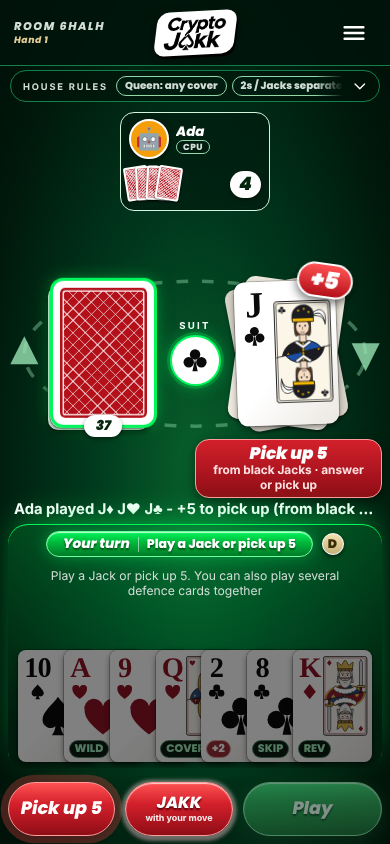 ROOM 6HALH
Hand 1
Crypto
Jakk
HOUSE RULES
Queen: any cover
2s / Jacks separate
Ada
CPU
4
SUIT
J
+5
37
Pick up 5
from black Jacks · answer
or pick up
Ada played J♦ J♥ J♣ - +5 to pick up (from black ...
Your turn | Play a Jack or pick up 5
D
Play a Jack or pick up 5. You can also play several
defence cards together
10 A 9 Q 2 8 K
WILD COVER +2 SKIP REV
Pick up 5
JAKK
with your move
Play